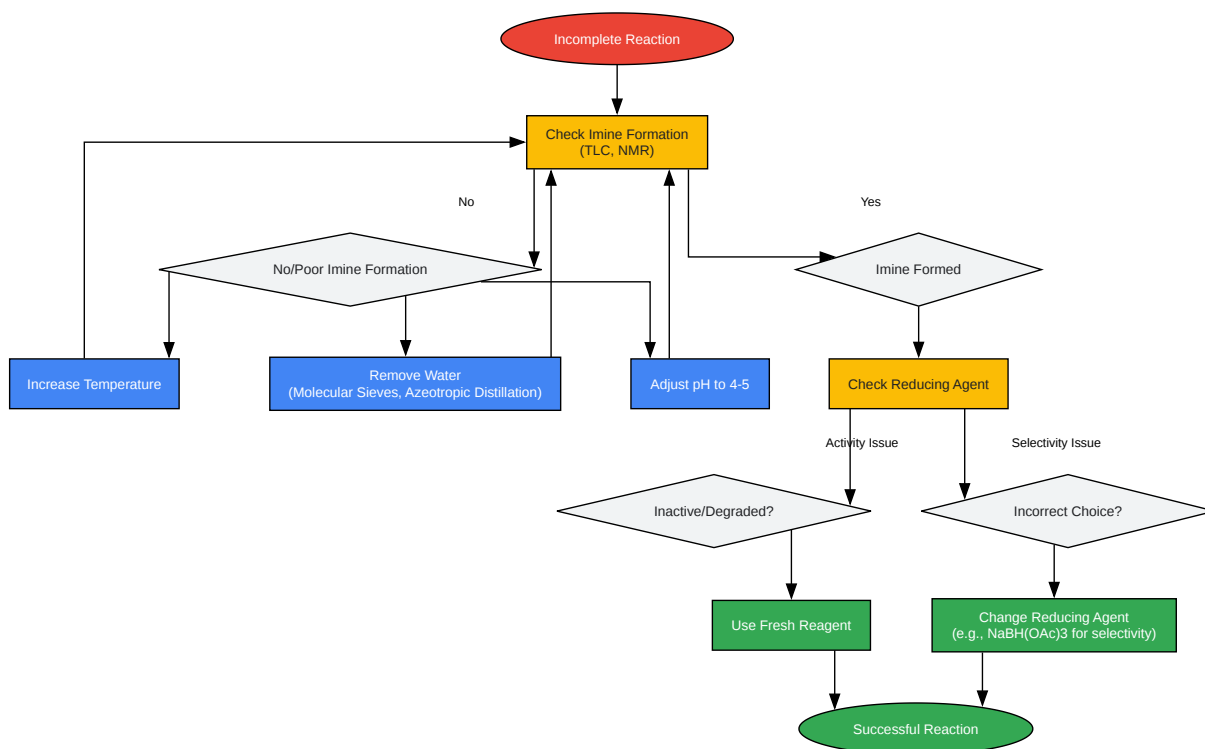 Incomplete Reaction
Check Imine Formation
(TLC, NMR)
No
Yes
No/Poor Imine Formation
Imine Formed
Increase Temperature
Remove Water
(Molecular Sieves, Azeotropic Distillation)
Adjust pH to 4-5
Check Reducing Agent
Activity Issue
Selectivity Issue
Inactive/Degraded?
Incorrect Choice?
Use Fresh Reagent
Change Reducing Agent
(e.g., NaBH(OAc)3 for selectivity)
Successful Reaction